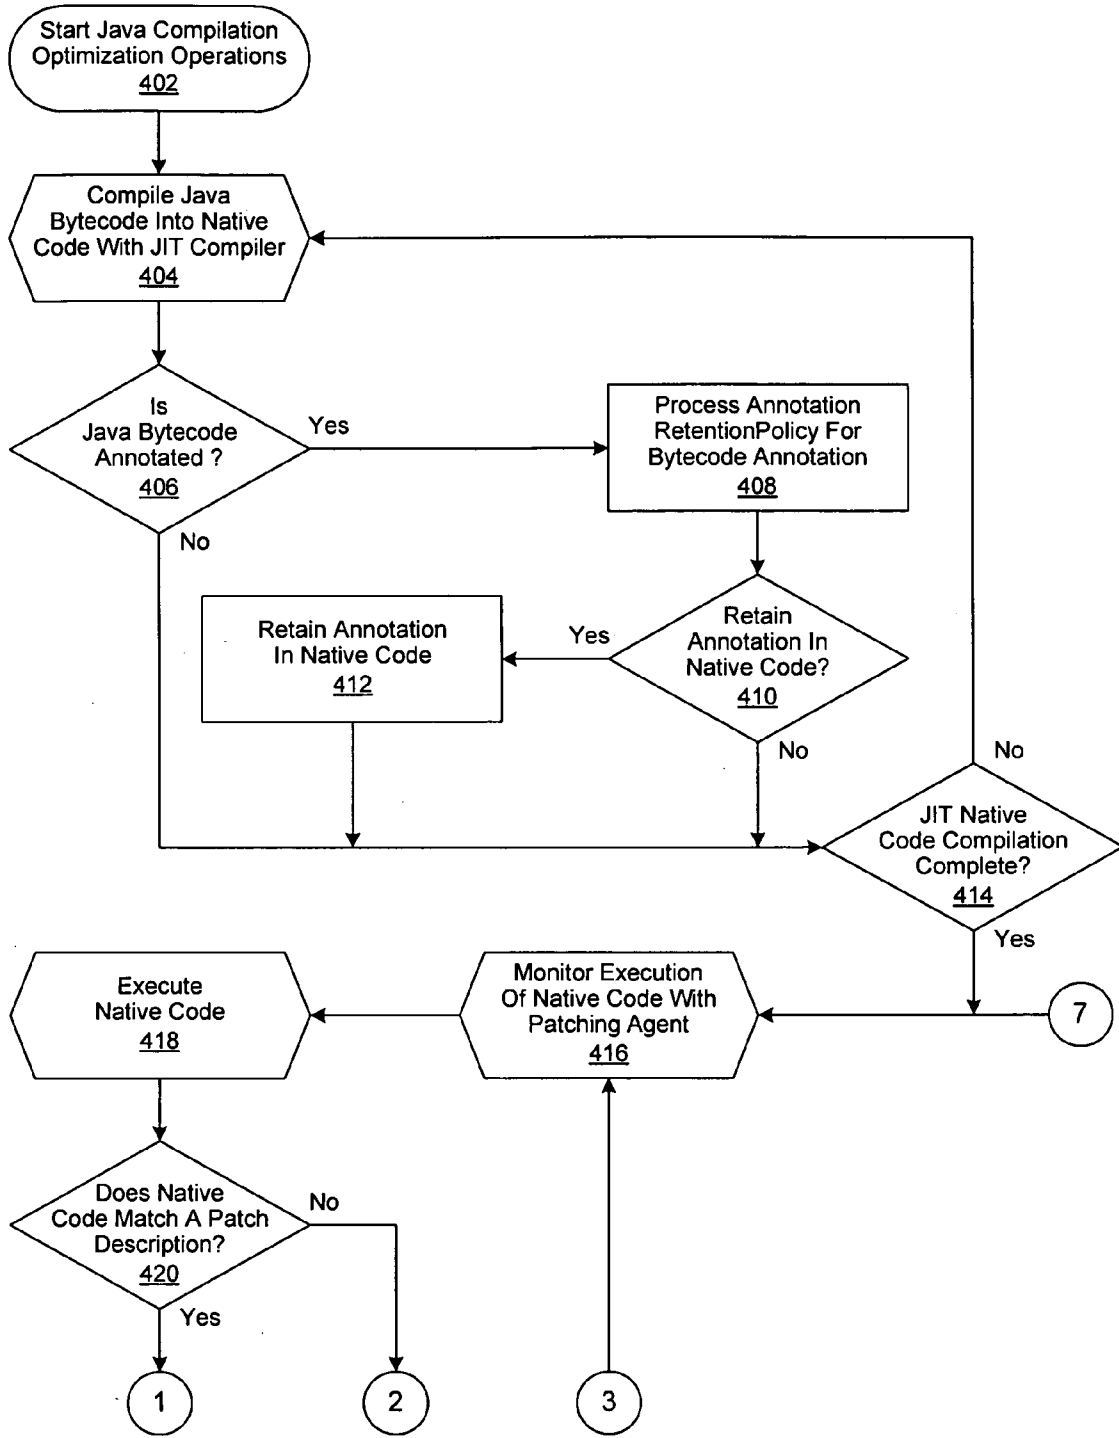 Start Java Compilation
Optimization Operations
402
Compile Java
Bytecode Into Native
Code With JIT Compiler
404
Is
Java Bytecode
Annotated ?
406
Yes
No
Process Annotation
RetentionPolicy For
Bytecode Annotation
408
Retain Annotation
In Native Code
412
Yes
Retain
Annotation In
Native Code?
410
No
No
JIT Native
Code Compilation
Complete?
414
Yes
Execute
Native Code
418
Monitor Execution
Of Native Code With
Patching Agent
416
7
Does Native
Code Match A Patch
Description?
420
No
Yes
1
2
3